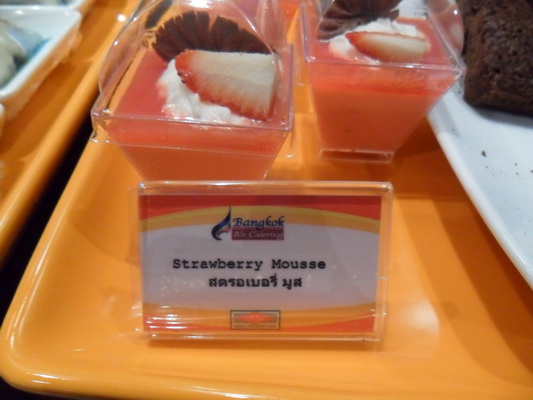 Bangkok
Air Catering
Strawberry Mousse
สตรอเบอรี่ มูส